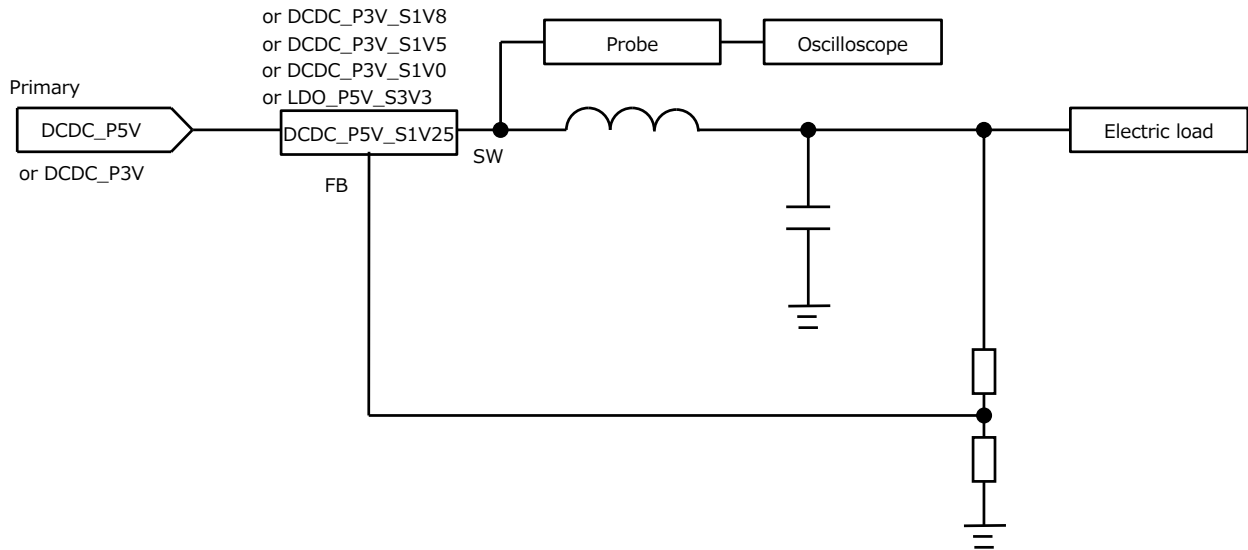 or DCDC_P3V_S1V8
or DCDC_P3V_S1V5
or DCDC_P3V_S1V0
or LDO_P5V_S3V3
Probe
Oscilloscope
Primary
DCDC_P5V
or DCDC_P3V
DCDC_P5V_S1V25
SW
FB
Electric load